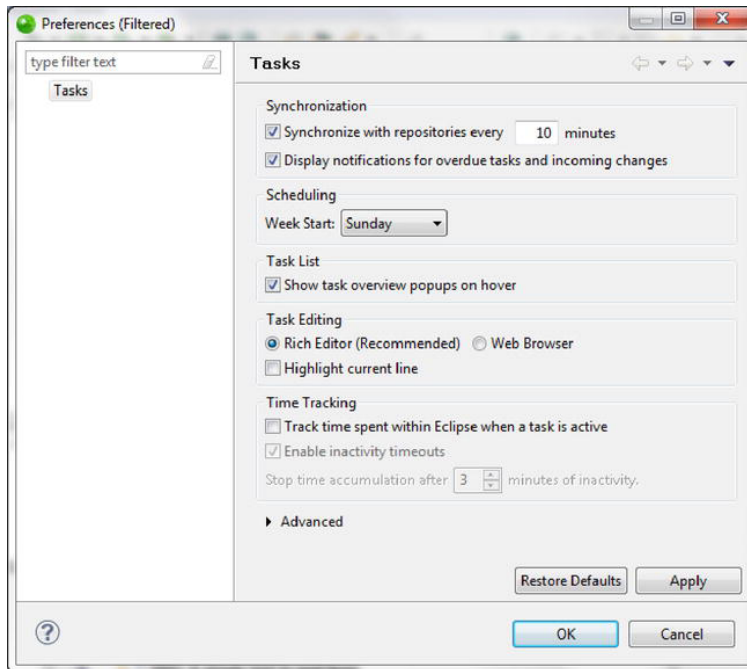 Preferences (Filtered)
type filter text
Tasks
Tasks
Synchronization
Synchronize with repositories every 10 minutes
Display notifications for overdue tasks and incoming changes
Scheduling
Week Start: Sunday
Task List
Show task overview popups on hover
Task Editing
Rich Editor (Recommended) Web Browser
Highlight current line
Time Tracking
Track time spent within Eclipse when a task is active
Enable inactivity timeouts
Stop time accumulation after 3 minutes of inactivity.
Advanced
Restore Defaults Apply
? OK Cancel